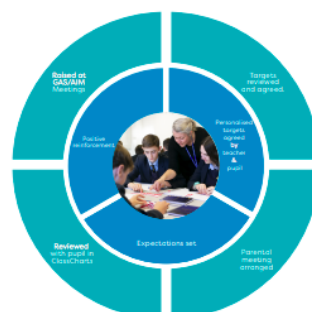 Raised at
GAS/AIM
Meetings
Targets
reviewed
and agreed.
Positive
reinforcement
Personalised
targets
agreed
by
teacher
&
pupil
Expectations set
Reviewed
with pupil in
ClassCharts
Parental
meeting
arranged